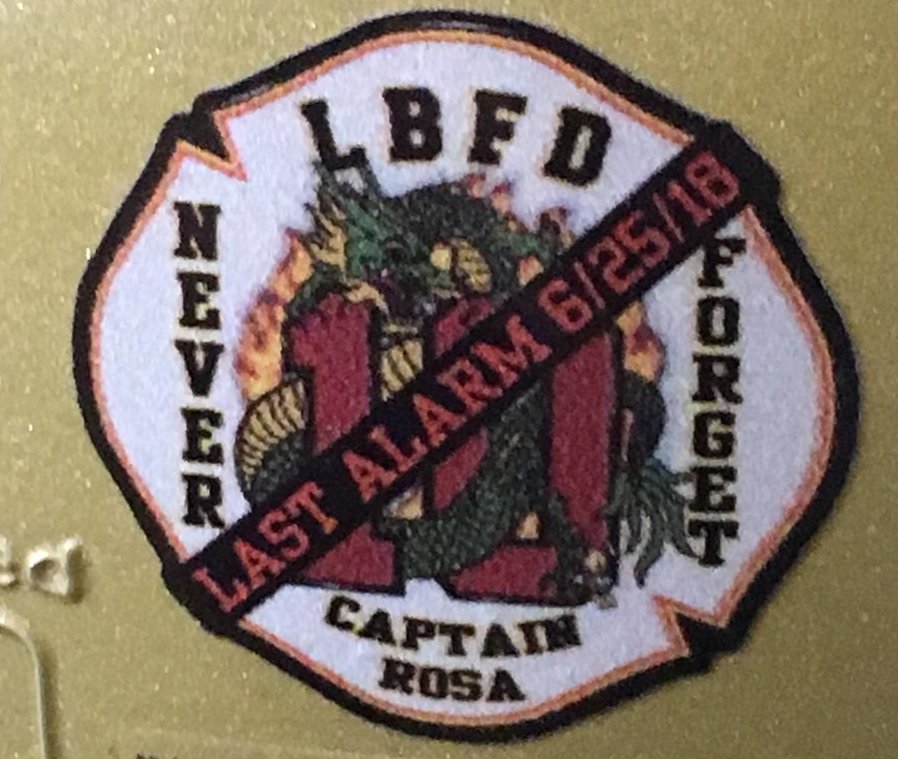 LBFD
NEVER
FORGET
LAST ALARM 6/25/18
CAPTAIN
ROSA